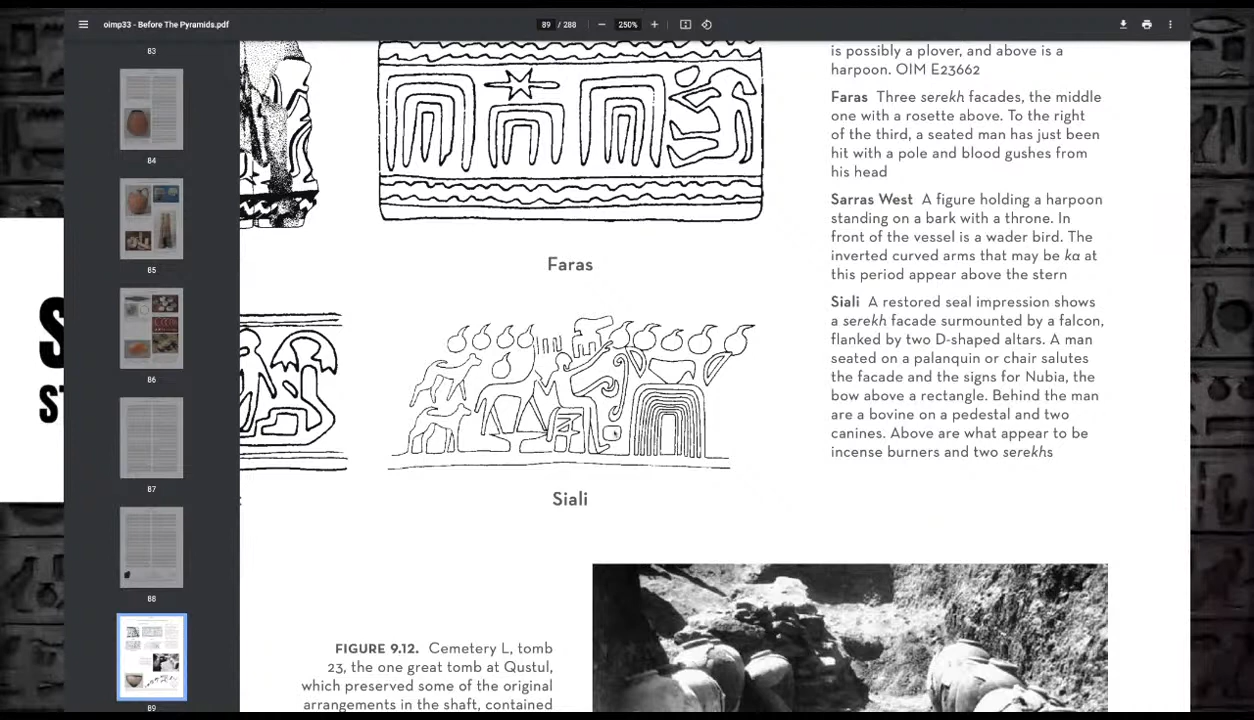 oimp33 - Before The Pyramids.pdf
89 / 288
250%
83
84
85
86
87
88
89
is possibly a plover, and above is a
harpoon. OIM E23662
Faras Three serekh facades, the middle
one with a rosette above. To the right
of the third, a seated man has just been
hit with a pole and blood gushes from
his head
Sarras West A figure holding a harpoon
standing on a bark with a throne. In
front of the vessel is a wader bird. The
inverted curved arms that may be ka at
this period appear above the stern
Siali A restored seal impression shows
a serekh facade surmounted by a falcon,
flanked by two D-shaped altars. A man
seated on a palanquin or chair salutes
the facade and the signs for Nubia, the
bow above a rectangle. Behind the man
are a bovine on a pedestal and two
canines. Above are what appear to be
incense burners and two serekhs
Faras
Siali
FIGURE 9.12. Cemetery L, tomb
23, the one great tomb at Qustul,
which preserved some of the original
arrangements in the shaft, contained